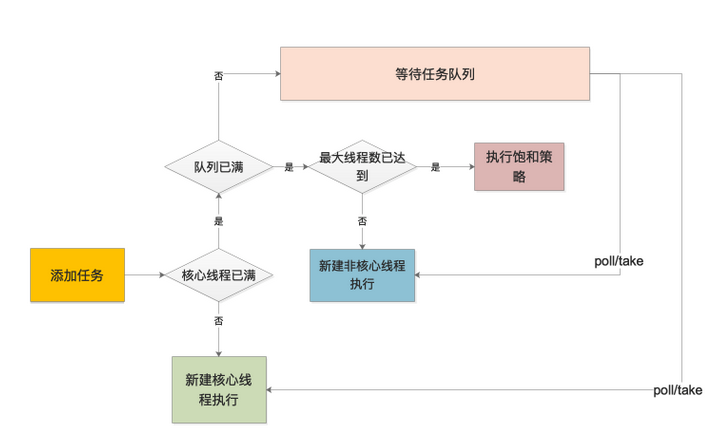 否
等待任务队列
队列已满
是
最大线程数已达
到
是
执行饱和策
略
是
否
添加任务
核心线程已满
新建非核心线程
执行
poll/take
否
新建核心线
程执行
poll/take